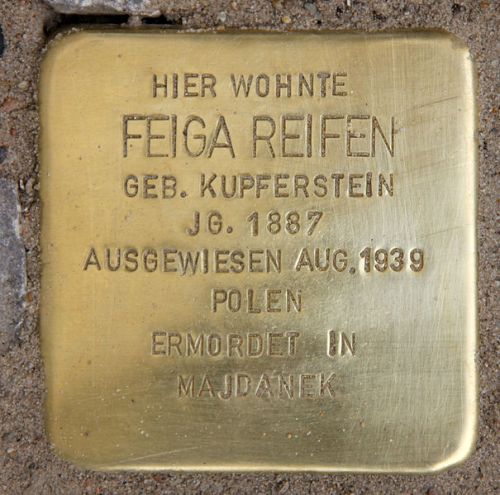 HIER WOHNTE
FEIGA REIFEN
GEB. KUPFERSTEIN
JG. 1887
AUSGEWIESEN AUG. 1939
POLEN
ERMORDET IN
MAJDANEK